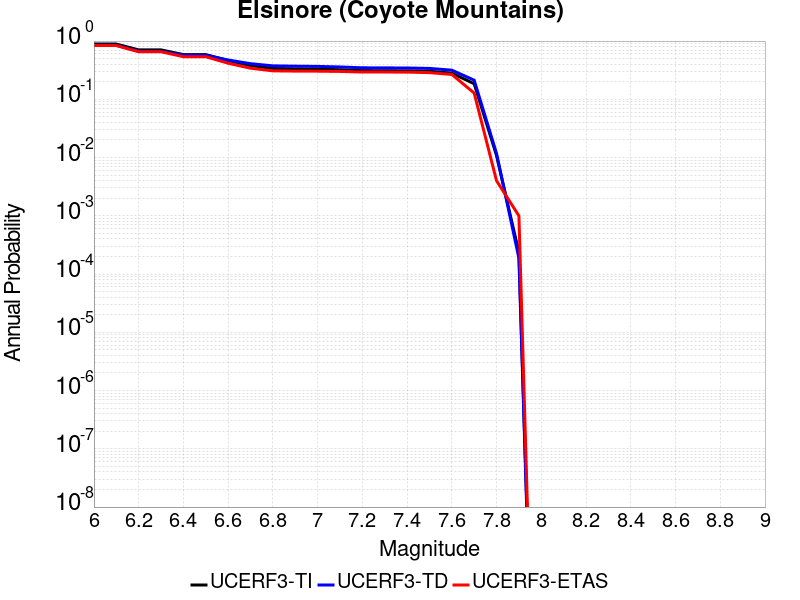 Elsinore (Coyote Mountains)
10^0
10^-1
10^-2
10^-3
10^-4
10^-5
10^-6
10^-7
10^-8
Annual Probability
6 6.2 6.4 6.6 6.8 7 7.2 7.4 7.6 7.8 8 8.2 8.4 8.6 8.8 9
Magnitude
UCERF3-TI UCERF3-TD UCERF3-ETAS